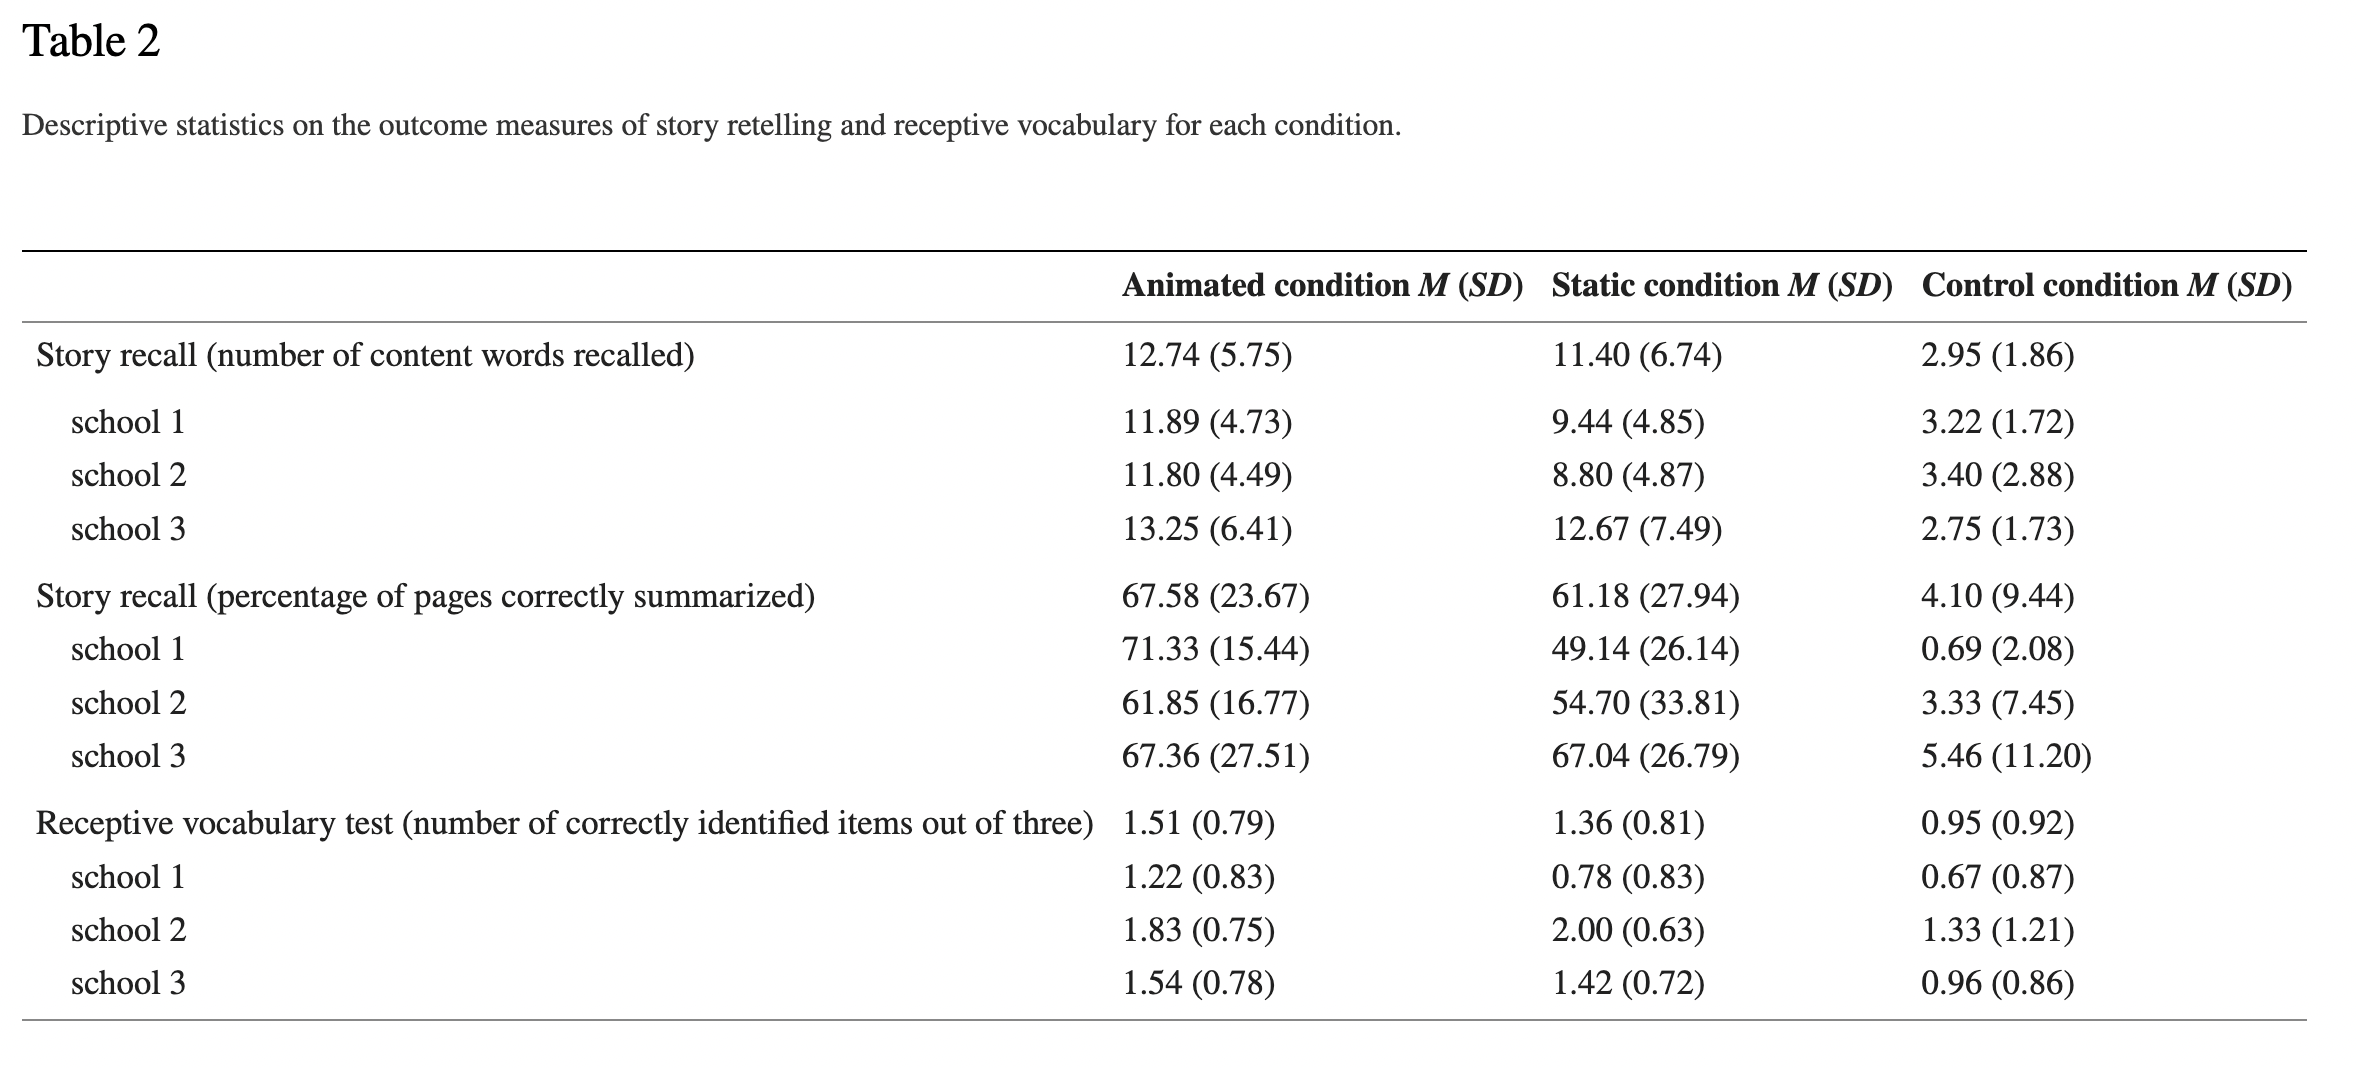 Table 2
Descriptive statistics on the outcome measures of story retelling and receptive vocabulary for each condition.
Animated condition M (SD) Static condition M (SD) Control condition M (SD)
Story recall (number of content words recalled) 12.74 (5.75) 11.40 (6.74) 2.95 (1.86)
school 1 11.89 (4.73) 9.44 (4.85) 3.22 (1.72)
school 2 11.80 (4.49) 8.80 (4.87) 3.40 (2.88)
school 3 13.25 (6.41) 12.67 (7.49) 2.75 (1.73)
Story recall (percentage of pages correctly summarized) 67.58 (23.67) 61.18 (27.94) 4.10 (9.44)
school 1 71.33 (15.44) 49.14 (26.14) 0.69 (2.08)
school 2 61.85 (16.77) 54.70 (33.81) 3.33 (7.45)
school 3 67.36 (27.51) 67.04 (26.79) 5.46 (11.20)
Receptive vocabulary test (number of correctly identified items out of three) 1.51 (0.79) 1.36 (0.81) 0.95 (0.92)
school 1 1.22 (0.83) 0.78 (0.83) 0.67 (0.87)
school 2 1.83 (0.75) 2.00 (0.63) 1.33 (1.21)
school 3 1.54 (0.78) 1.42 (0.72) 0.96 (0.86)